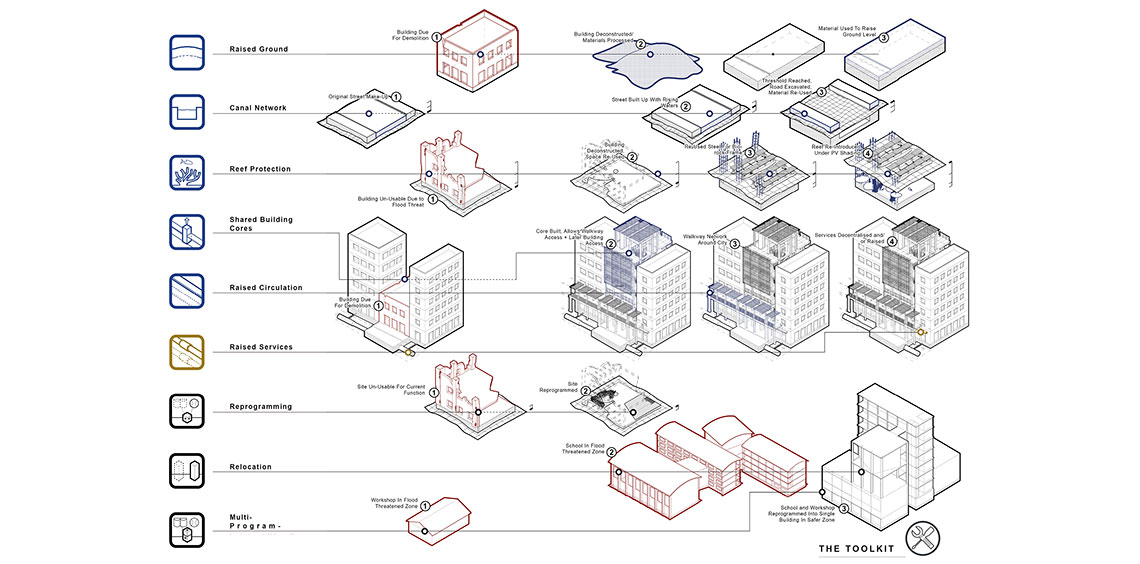 Raised Ground
Building Due
For Demolition
1
Building Deconstructed/
Materials Processed
2
Material Used To Raise
Ground Level
3
Canal Network
Original Street Make-Up
1
Street Built Up With Rising
Waters
2
Threshold Reached,
Road Excavated,
Material Re-Used
3
Reef Protection
Building Un-Usable Due to
Flood Threat
1
Building
Deconstructed,
Space Re-Used
2
3
Reef Re-Introduced
Under PV Shading
4
Shared Building
Cores
Core Built, Allows Walkway
Access + Later Building
Access
2
Walkway Network
Around City
3
Services Decentralised and/
or Raised
4
Raised Circulation
Building Due
For Demolition
1
Raised Services
Reprogramming
Site Un-Usable For Current
Function
1
Site
Reprogrammed
2
Relocation
School In Flood
Threatened Zone
2
Multi-
Program-
Workshop In Flood
Threatened Zone
1
School and Workshop
Reprogrammed Into Single
Building In Safer Zone
3
THE TOOLKIT